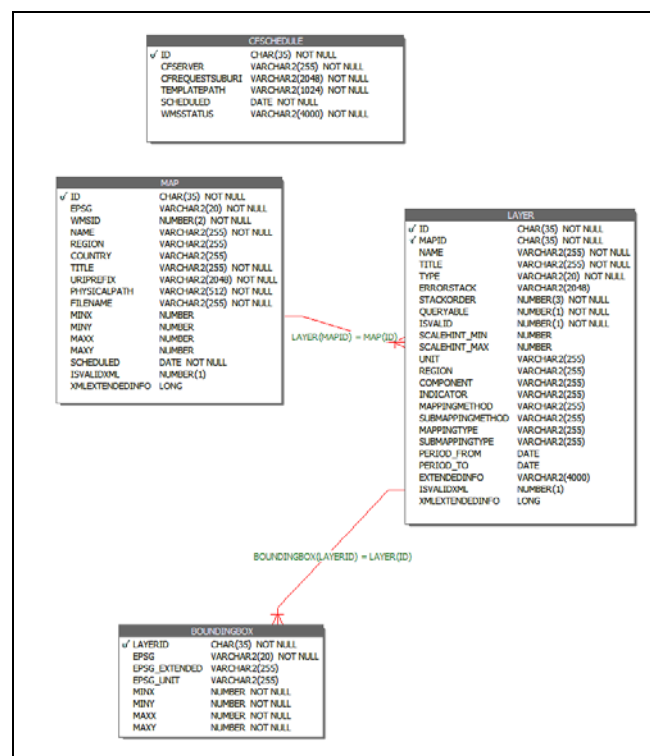 CFSCHEDULE
ID CHAR(35) NOT NULL
CFSERVER VARCHAR2(255) NOT NULL
CFREQUESTSUBURI VARCHAR2(2048) NOT NULL
TEMPLATEPATH VARCHAR2(1024) NOT NULL
SCHEDULED DATE NOT NULL
WMSSTATUS VARCHAR2(4000) NOT NULL
MAP
ID CHAR(35) NOT NULL
EPSG VARCHAR2(20) NOT NULL
WMSID NUMBER(2) NOT NULL
NAME VARCHAR2(255) NOT NULL
REGION VARCHAR2(255)
COUNTRY VARCHAR2(255)
TITLE VARCHAR2(255) NOT NULL
URIPREFIX VARCHAR2(2048) NOT NULL
PHYSICALPATH VARCHAR2(512) NOT NULL
FILENAME VARCHAR2(255) NOT NULL
MINX NUMBER
MINY NUMBER
MAXX NUMBER
MAXY NUMBER
SCHEDULED DATE NOT NULL
ISVALIDXML NUMBER(1)
XMLEXTENDEDINFO LONG
LAYER
ID CHAR(35) NOT NULL
MAPID CHAR(35) NOT NULL
NAME VARCHAR2(255) NOT NULL
TITLE VARCHAR2(255) NOT NULL
TYPE VARCHAR2(20) NOT NULL
ERRORSTACK VARCHAR2(2048)
STACKORDER NUMBER(3) NOT NULL
QUERYABLE NUMBER(1) NOT NULL
ISVALID NUMBER(1) NOT NULL
SCALEHINT_MIN NUMBER
SCALEHINT_MAX NUMBER
UNIT VARCHAR2(255)
REGION VARCHAR2(255)
COMPONENT VARCHAR2(255)
INDICATOR VARCHAR2(255)
MAPPINGMETHOD VARCHAR2(255)
SUBMAPPINGMETHOD VARCHAR2(255)
MAPPINGTYPE VARCHAR2(255)
SUBMAPPINGTYPE VARCHAR2(255)
PERIOD_FROM DATE
PERIOD_TO DATE
EXTENDEDINFO VARCHAR2(4000)
ISVALIDXML NUMBER(1)
XMLEXTENDEDINFO LONG
LAYER(MAPID) = MAP(ID)
BOUNDINGBOX(LAYERID) = LAYER(ID)
BOUNDINGBOX
LAYERID CHAR(35) NOT NULL
EPSG VARCHAR2(20) NOT NULL
EPSG_EXTENDED VARCHAR2(255)
EPSG_UNIT VARCHAR2(255)
MINX NUMBER NOT NULL
MINY NUMBER NOT NULL
MAXX NUMBER NOT NULL
MAXY NUMBER NOT NULL